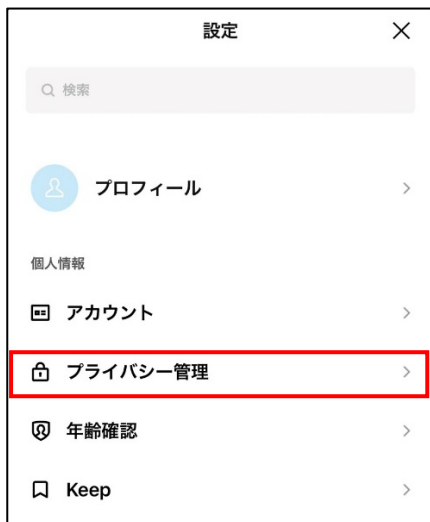 設定
検索
プロフィール
個人情報
アカウント
プライバシー管理
年齢確認
Keep